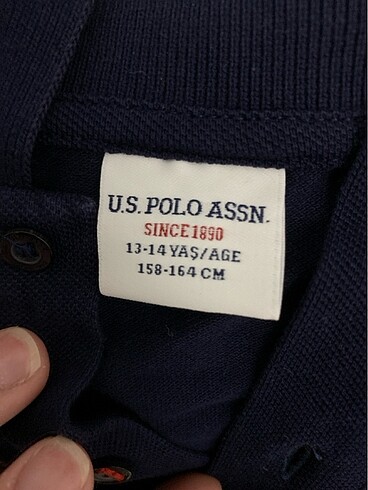 U.S. POLO ASSN.
SINCE 1890
13-14 YAŞ/AGE
158-164 CM